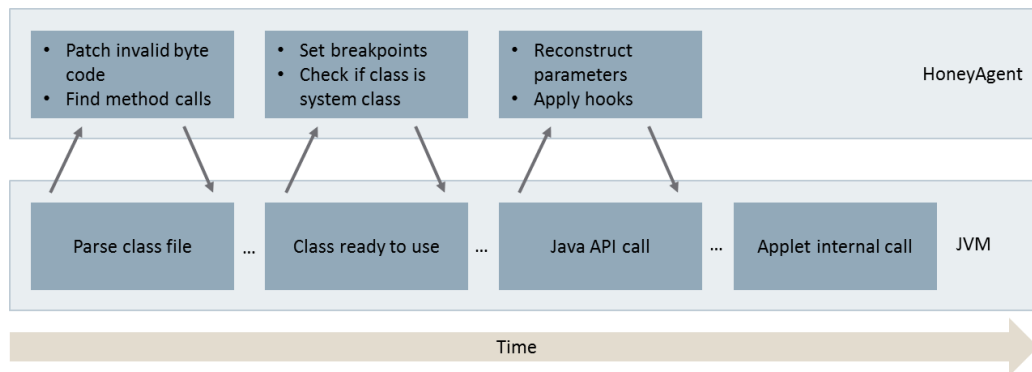 • Patch invalid byte
code
• Find method calls
• Set breakpoints
• Check if class is
system class
• Reconstruct
parameters
• Apply hooks
HoneyAgent
Parse class file
...
Class ready to use
...
Java API call
...
Applet internal call
JVM
Time